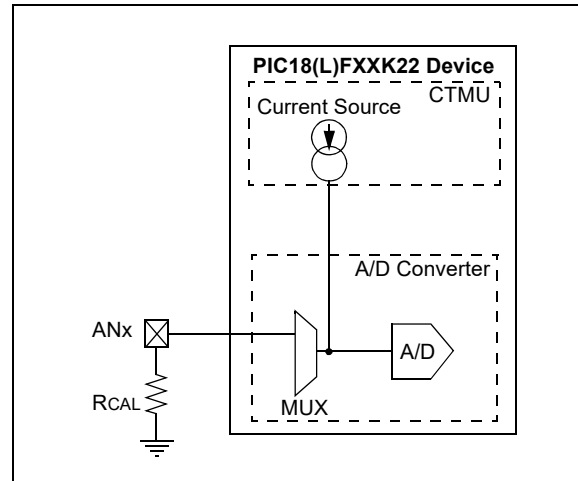 PIC18(L)FXXK22 Device
CTMU
Current Source
A/D Converter
ANx
A/D
RCAL
MUX